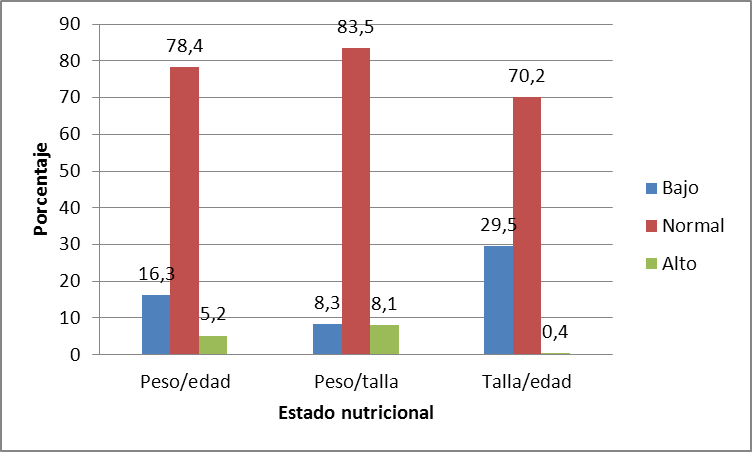 90
80
70
60
50
40
30
20
10
0
Porcentaje
16,3
78,4
5,2
8,3
83,5
8,1
29,5
70,2
0,4
Peso/edad
Peso/talla
Talla/edad
Estado nutricional
Bajo
Normal
Alto